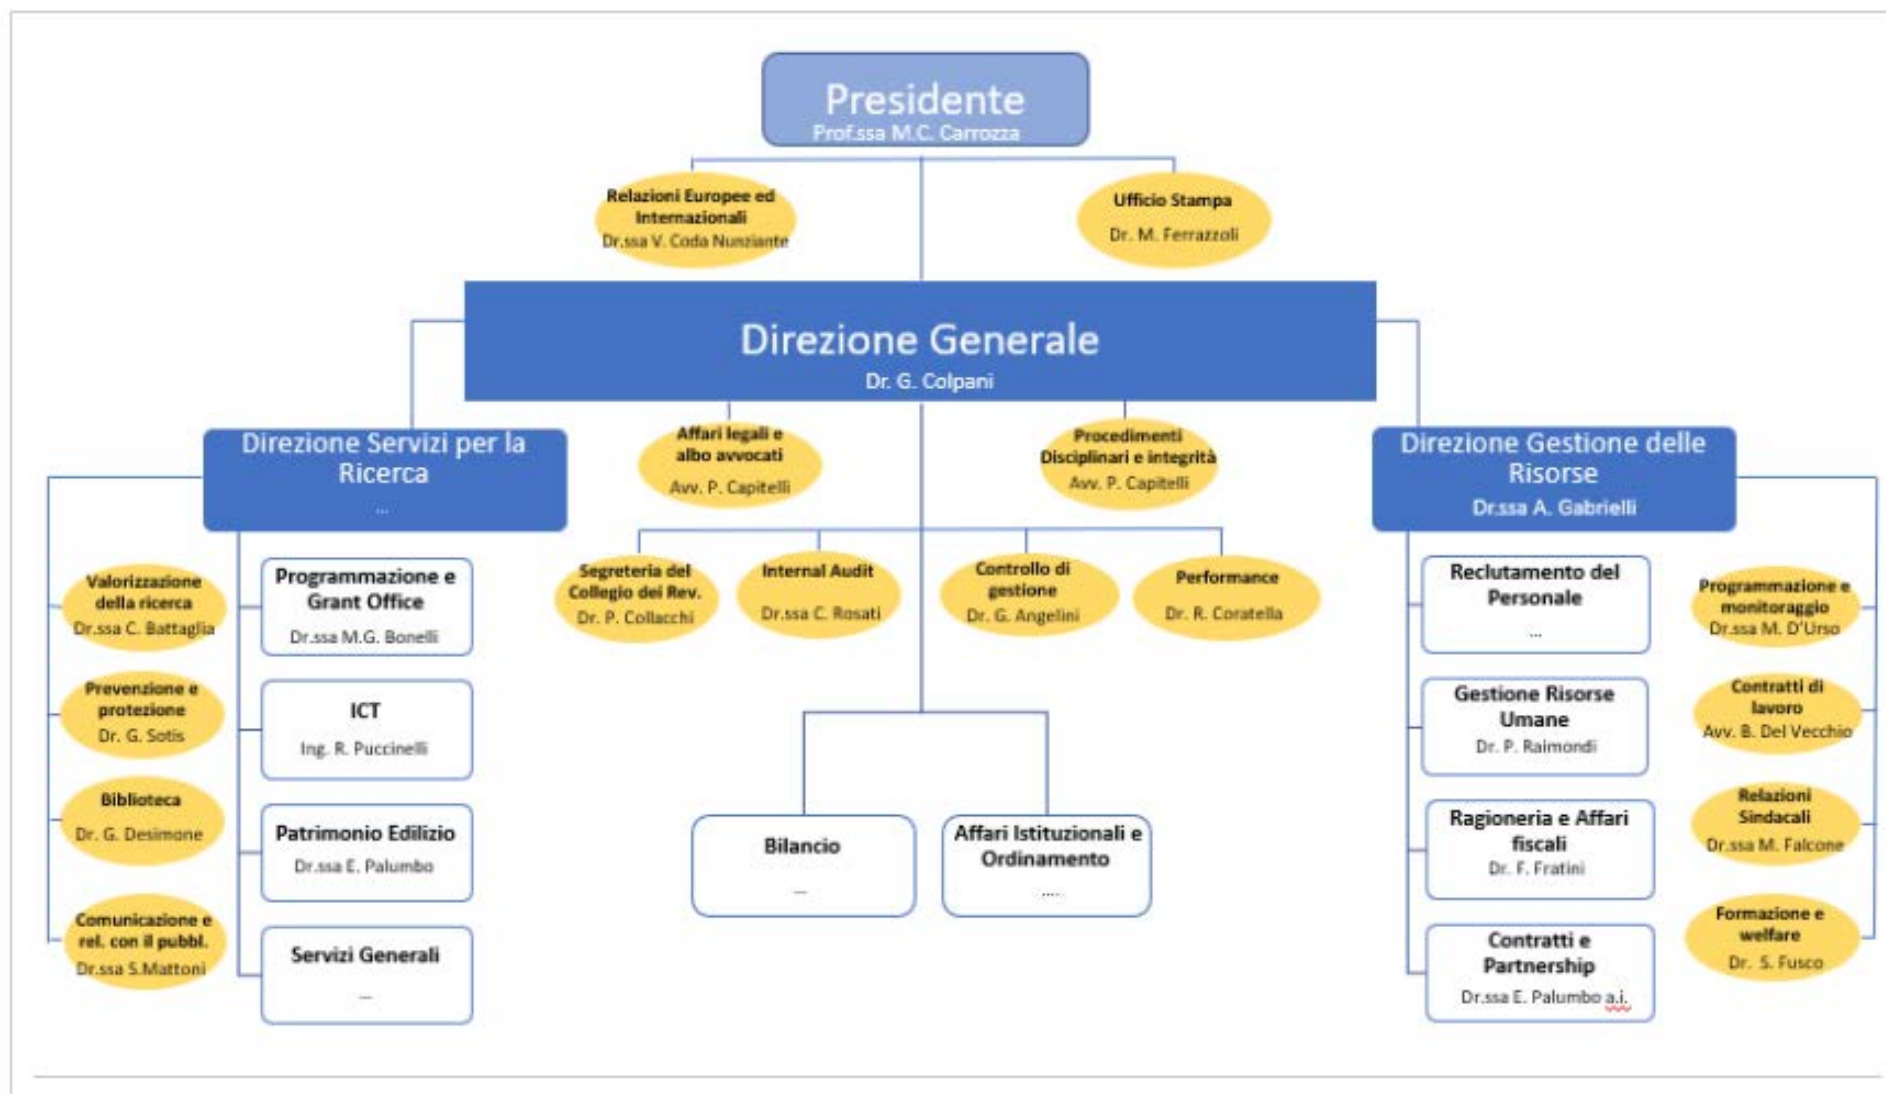 Presidente
Prof.ssa M.C. Carrozza
Relazioni Europee ed
Internazionali
Dr.ssa V. Coda Nunziante
Ufficio Stampa
Dr. M. Ferrazzoli
Direzione Generale
Dr. G. Colpani
Direzione Servizi per la
Ricerca
...
Affari legali e
albo avvocati
Avv. P. Capitelli
Procedimenti
Disciplinari e integrità
Avv. P. Capitelli
Direzione Gestione delle
Risorse
Dr.ssa A. Gabrielli
Segreteria del
Collegio dei Rev.
Dr. P. Collacchi
Internal Audit
Dr.ssa C. Rosati
Controllo di
gestione
Dr. G. Angelini
Performance
Dr. R. Coratella
Valorizzazione
della ricerca
Dr.ssa C. Battaglia
Prevenzione e
protezione
Dr. G. Sotis
Biblioteca
Dr. G. Desimone
Comunicazione e
rel. con il pubbl.
Dr.ssa S.Mattoni
Programmazione e
Grant Office
Dr.ssa M.G. Bonelli
ICT
Ing. R. Puccinelli
Patrimonio Edilizio
Dr.ssa E. Palumbo
Servizi Generali
...
Bilancio
...
Affari Istituzionali e
Ordinamento
....
Reclutamento del
Personale
...
Gestione Risorse
Umane
Dr. P. Raimondi
Ragioneria e Affari
fiscali
Dr. F. Fratini
Contratti e
Partnership
Dr.ssa E. Palumbo a.i.
Programmazione e
monitoraggio
Dr.ssa M. D'Urso
Contratti di
lavoro
Avv. B. Del Vecchio
Relazioni
Sindacali
Dr.ssa M. Falcone
Formazione e
welfare
Dr. S. Fusco